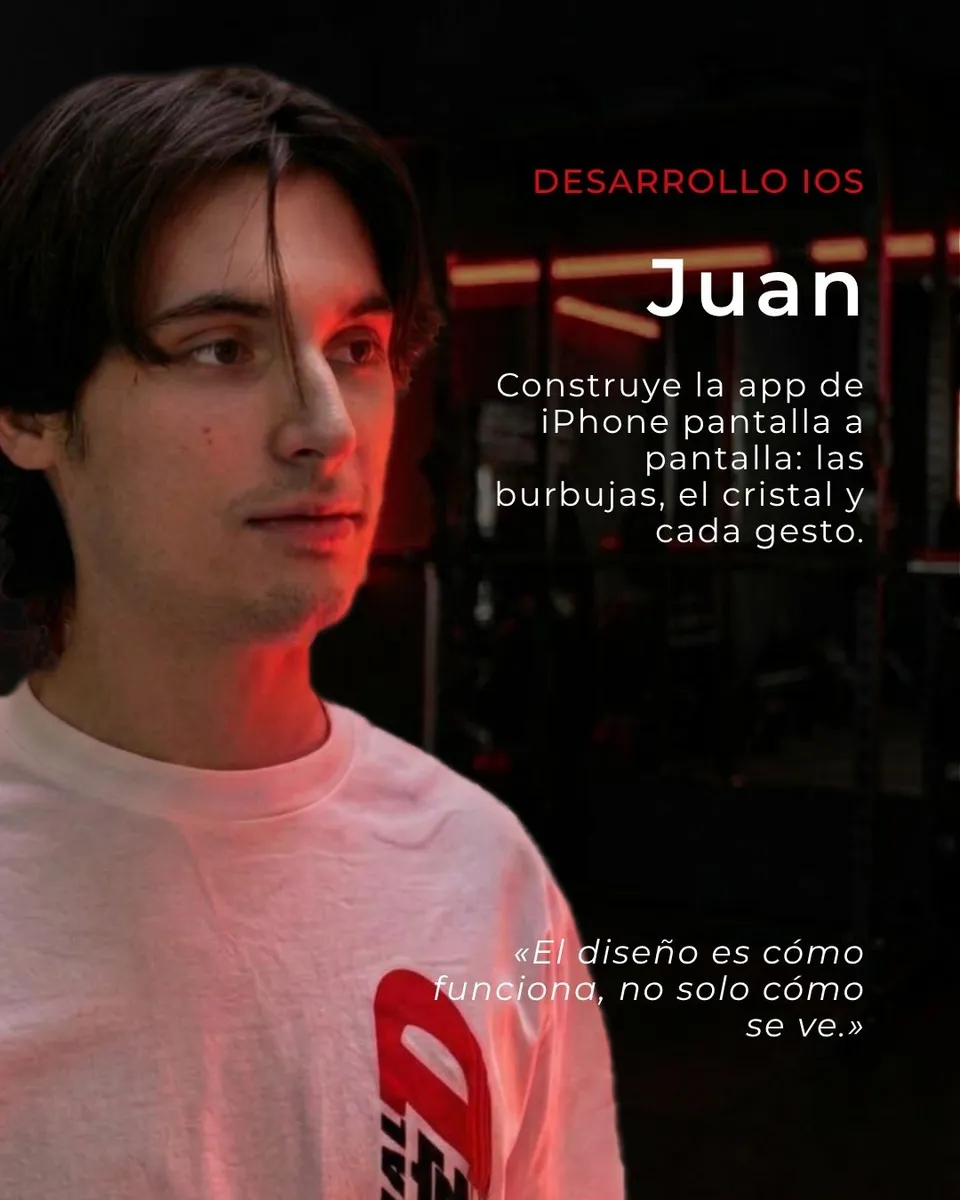 DESARROLLO IOS
Juan
Construye la app de
iPhone pantalla a
pantalla: las
burbujas, el cristal y
cada gesto.
«El diseño es cómo
funciona, no solo cómo
se ve.»
D